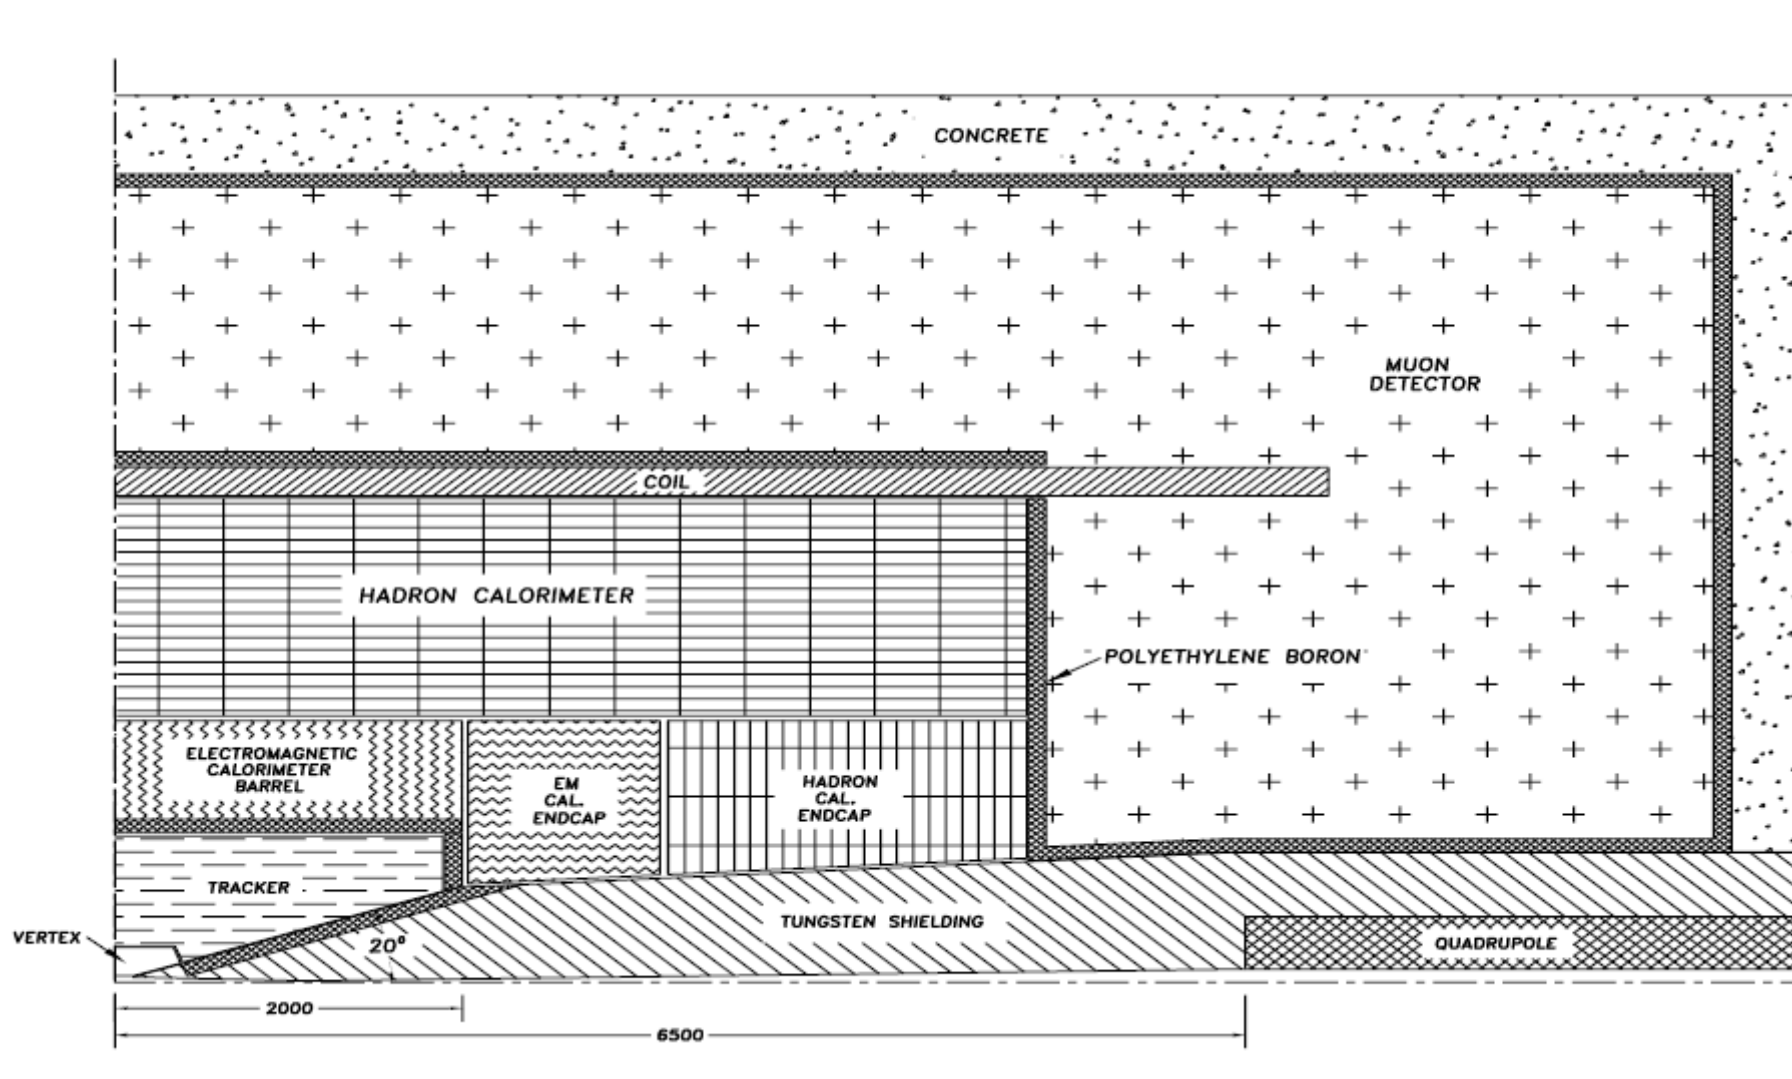 CONCRETE
MUON
DETECTOR
COIL
HADRON CALORIMETER
POLYETHYLENE BORON
ELECTROMAGNETIC
CALORIMETER
BARREL
EM
CAL.
ENDCAP
HADRON
CAL.
ENDCAP
TRACKER
TUNGSTEN SHIELDING
VERTEX
20°
QUADRUPOLE
2000
6500